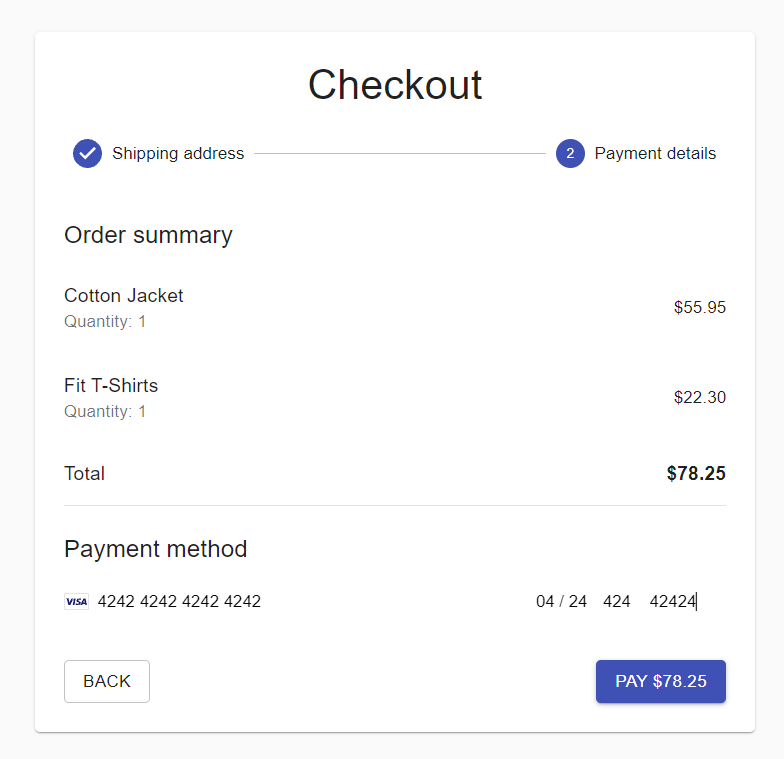 Checkout
Shipping address 2 Payment details
Order summary
Cotton Jacket
Quantity: 1
$55.95
Fit T-Shirts
Quantity: 1
$22.30
Total $78.25
Payment method
VISA 4242 4242 4242 4242 04 / 24 424 42424
BACK PAY $78.25